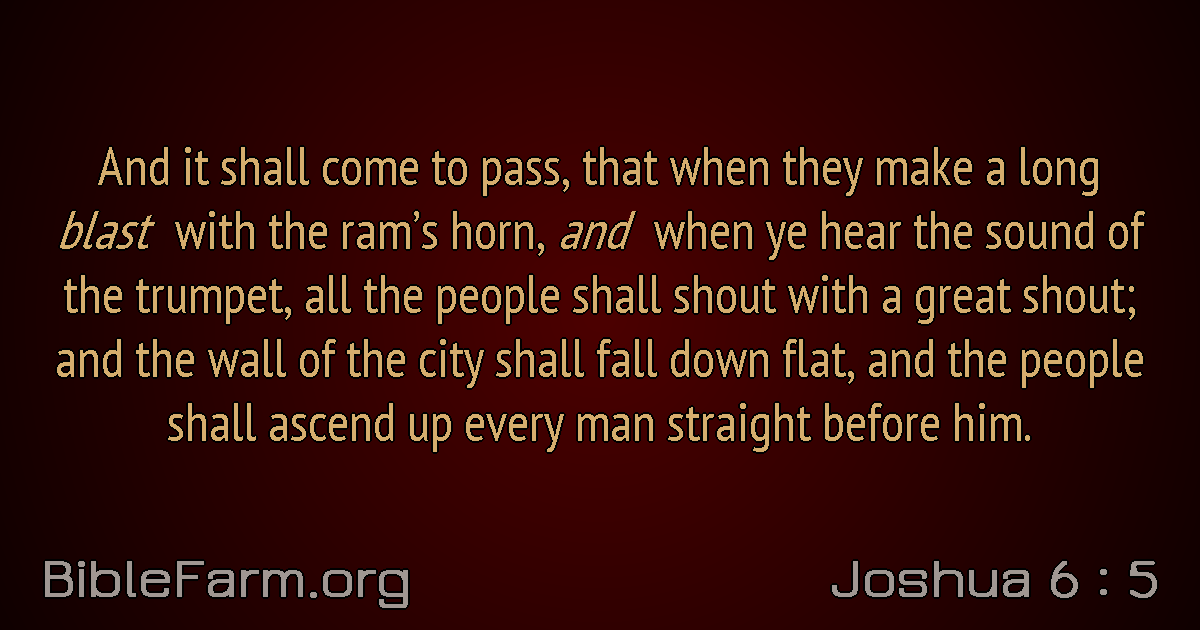 And it shall come to pass, that when they make a long
blast with the ram’s horn, and when ye hear the sound of
the trumpet, all the people shall shout with a great shout;
and the wall of the city shall fall down flat, and the people
shall ascend up every man straight before him.
BibleFarm.org
Joshua 6 : 5